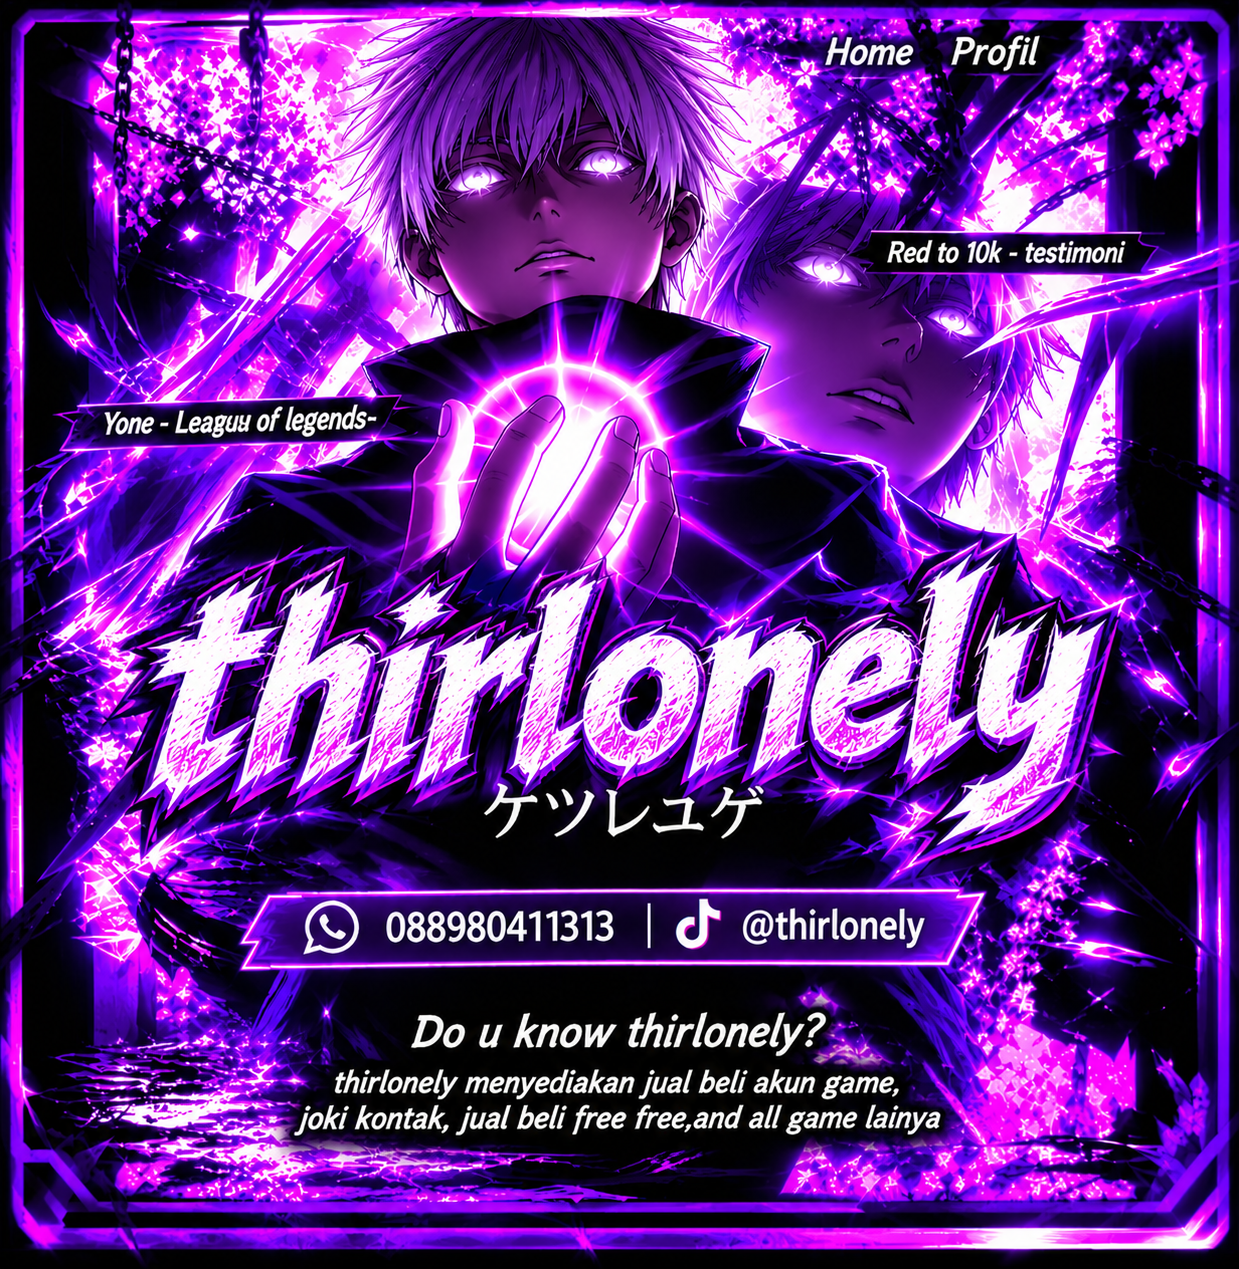 Home Profil
Red to 10k - testimoni
Yone - Leaguu of legends-
thirlonely
ケツレユゲ
088980411313 | @thirlonely
Do u know thirlonely?
thirlonely menyediakan jual beli akun game,
joki kontak, jual beli free free,and all game lainya